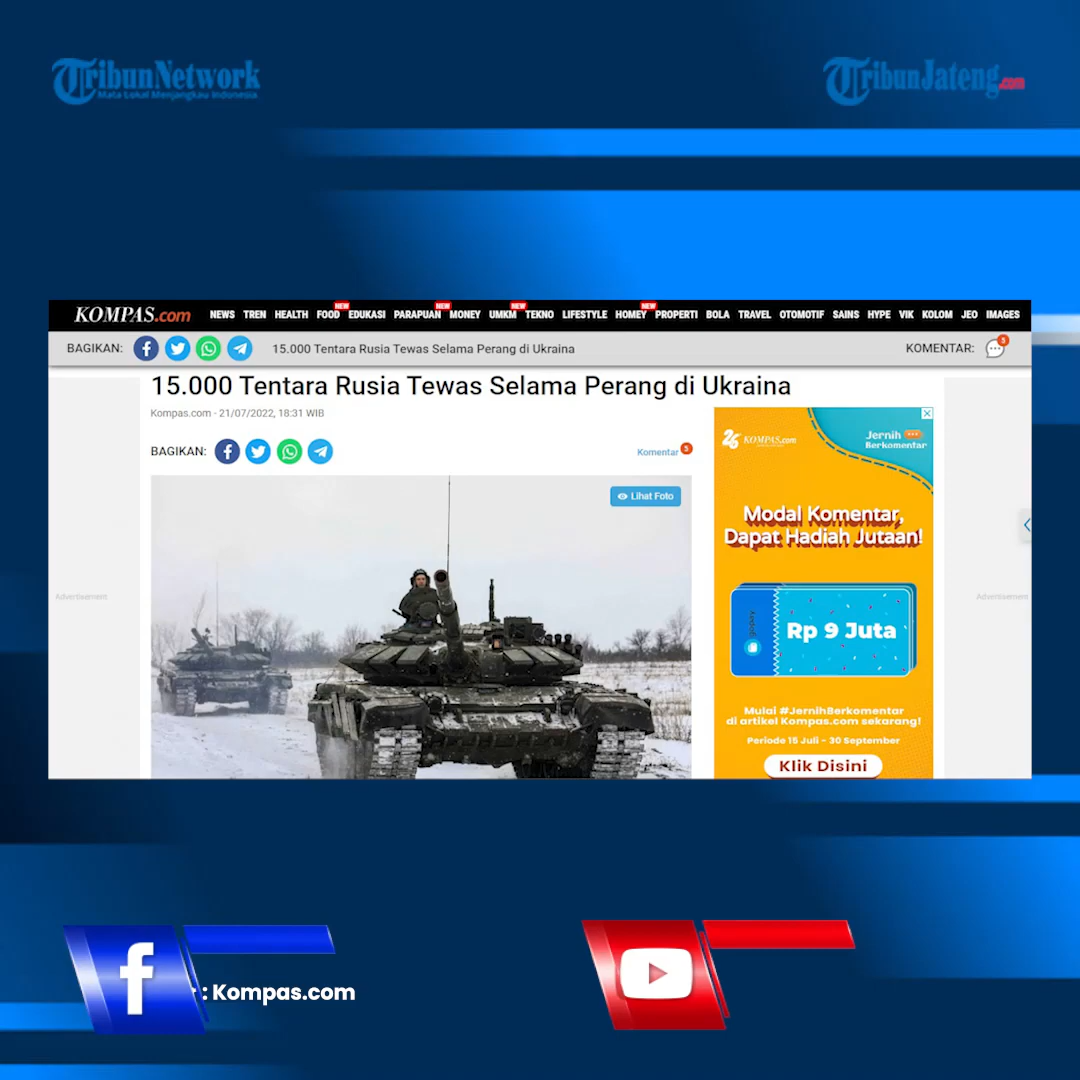 TribunNetwork
Mata Lokal Menjangkau Indonesia
TribunJateng.com
KOMPAS.com NEWS TREN HEALTH FOOD NEW EDUKASI PARAPUAN NEW MONEY UMKM NEW TEKNO LIFESTYLE HOMEY NEW PROPERTI BOLA TRAVEL OTOMOTIF SAINS HYPE VIK KOLOM JEO IMAGES
BAGIKAN: 15.000 Tentara Rusia Tewas Selama Perang di Ukraina KOMENTAR: 5
15.000 Tentara Rusia Tewas Selama Perang di Ukraina
Kompas.com - 21/07/2022, 18:31 WIB
BAGIKAN: Komentar 5
Lihat Foto
26 KOMPAS.com
Jernih
Berkomentar
Modal Komentar,
Dapat Hadiah Jutaan!
gopay
Rp 9 Juta
Mulai #JernihBerkomentar
di artikel Kompas.com sekarang!
Periode 15 Juli - 30 September
Klik Disini
Advertisement
Advertisement
: Kompas.com